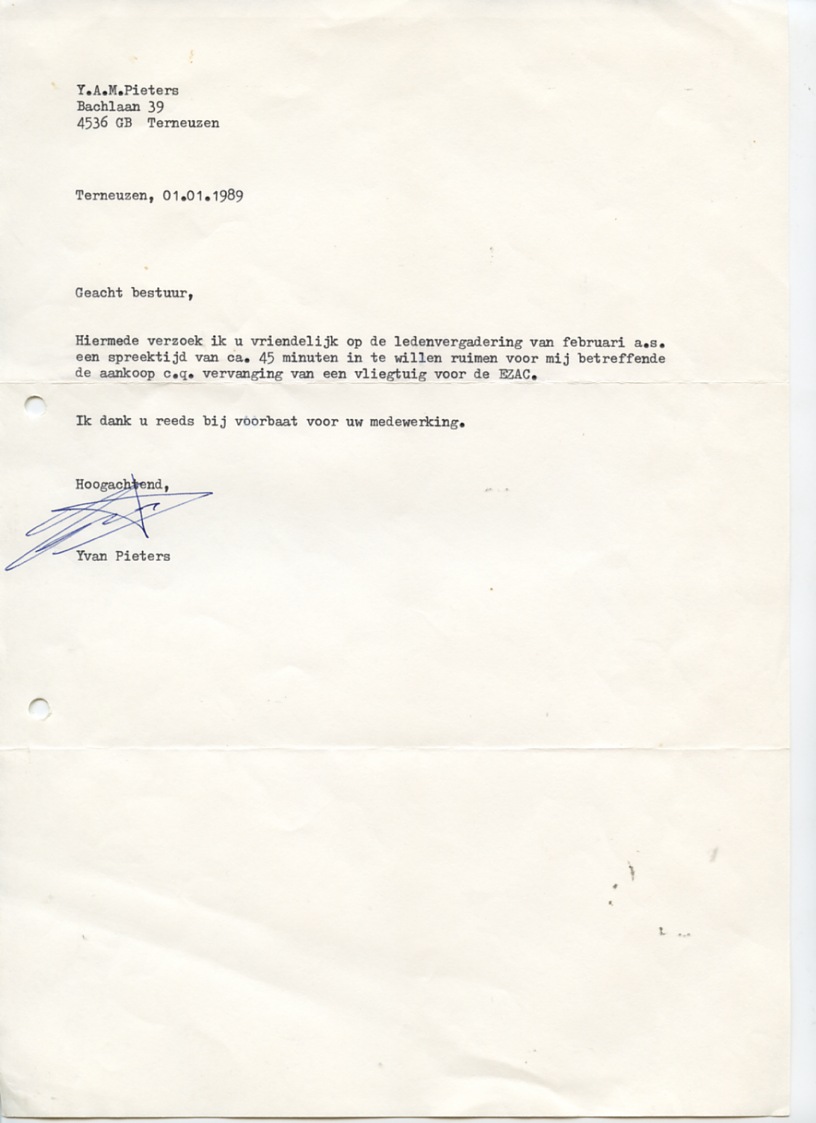 Y.A.M.Pieters
Bachlaan 39
4536 GB  Terneuzen
Terneuzen, 01.01.1989
Geacht bestuur,
Hiermede verzoek ik u vriendelijk op de ledenvergadering van februari a.s.
een spreektijd van ca. 45 minuten in te willen ruimen voor mij betreffende
de aankoop c.q. vervanging van een vliegtuig voor de EZAC.
Ik dank u reeds bij voorbaat voor uw medewerking.
Hoogachtend,
Yvan Pieters